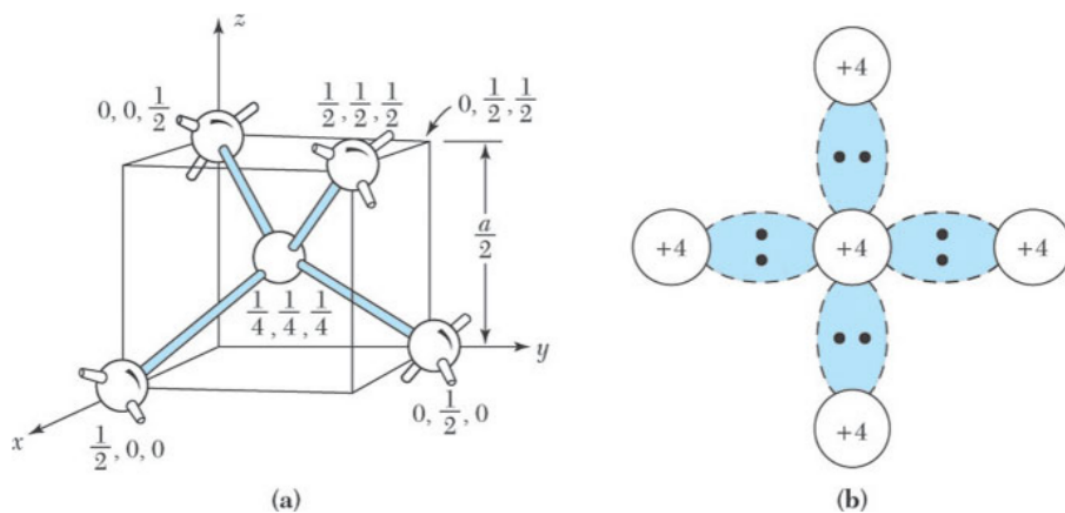 z
0, 0, 1/2
1/2, 1/2, 1/2
0, 1/2, 1/2
a/2
1/4, 1/4, 1/4
y
0, 1/2, 0
x
1/2, 0, 0
(a)
+4
+4
+4
+4
+4
(b)